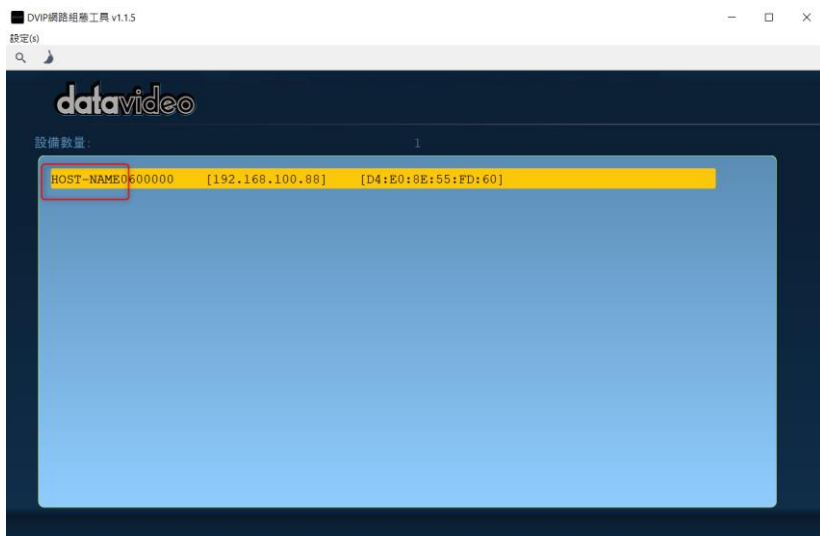 DVIP網路組態工具 v1.1.5
設定(s)
datavideo
設備數量: 1
HOST-NAME0600000 [192.168.100.88] [D4:E0:8E:55:FD:60]